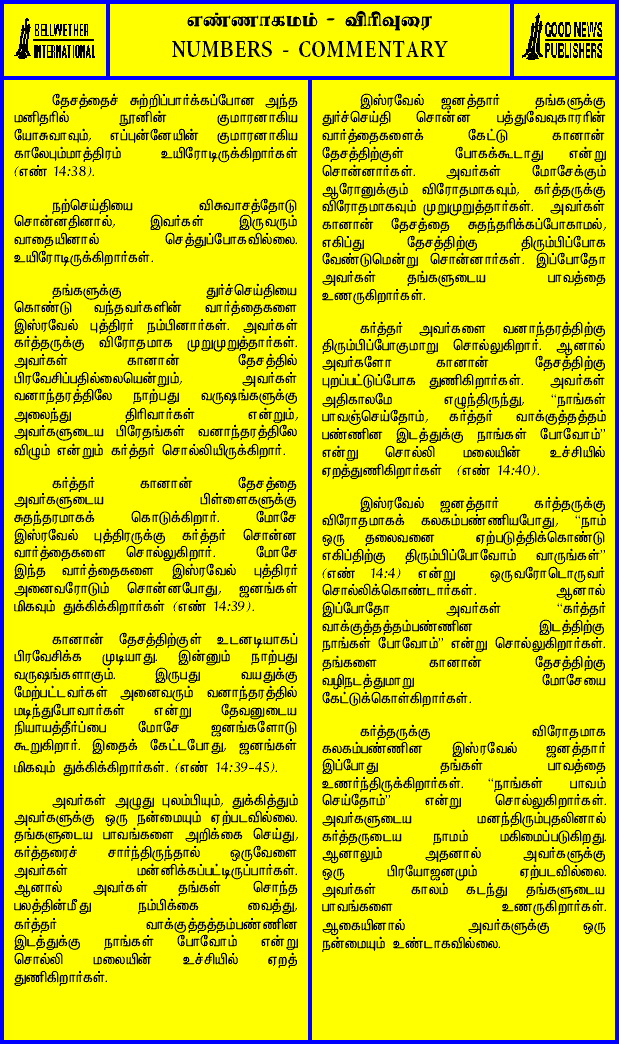 BELLWETHER
INTERNATIONAL
எண்ணாகமம் - விரிவுரை
NUMBERS - COMMENTARY
GOOD NEWS
PUBLISHERS
தேசத்தைச் சுற்றிப்பார்க்கப்போன அந்த
மனிதரில் நூனின் குமாரனாகிய
யோசுவாவும், எப்புன்னேயின் குமாரனாகிய
காலேபும்மாத்திரம் உயிரோடிருக்கிறார்கள்
(எண் 14:38).
நற்செய்தியை விசுவாசத்தோடு
சொன்னதினால், இவர்கள் இருவரும்
வாதையினால் செத்துப்போகவில்லை.
உயிரோடிருக்கிறார்கள்.
தங்களுக்கு துர்ச்செய்தியை
கொண்டு வந்தவர்களின் வார்த்தைகளை
இஸ்ரவேல் புத்திரர் நம்பினார்கள். அவர்கள்
கர்த்தருக்கு விரோதமாக முறுமுறுத்தார்கள்.
அவர்கள் கானான் தேசத்தில்
பிரவேசிப்பதில்லையென்றும், அவர்கள்
வனாந்தரத்திலே நாற்பது வருஷங்களுக்கு
அலைந்து திரிவார்கள் என்றும்,
அவர்களுடைய பிரேதங்கள் வனாந்தரத்திலே
விழும் என்றும் கர்த்தர் சொல்லியிருக்கிறார்.
கர்த்தர் கானான் தேசத்தை
அவர்களுடைய பிள்ளைகளுக்கு
சுதந்தரமாகக் கொடுக்கிறார். மோசே
இஸ்ரவேல் புத்திரருக்கு கர்த்தர் சொன்ன
வார்த்தைகளை சொல்லுகிறார். மோசே
இந்த வார்த்தைகளை இஸ்ரவேல் புத்திரர்
அனைவரோடும் சொன்னபோது, ஜனங்கள்
மிகவும் துக்கிக்கிறார்கள் (எண் 14:39).
கானான் தேசத்திற்குள் உடனடியாகப்
பிரவேசிக்க முடியாது. இன்னும் நாற்பது
வருஷங்களாகும். இருபது வயதுக்கு
மேற்பட்டவர்கள் அனைவரும் வனாந்தரத்தில்
மடிந்துபோவார்கள் என்று தேவனுடைய
நியாயத்தீர்ப்பை மோசே ஜனங்களோடு
கூறுகிறார். இதைக் கேட்டபோது, ஜனங்கள்
மிகவும் துக்கிக்கிறார்கள். (எண் 14:39-45).
அவர்கள் அழுது புலம்பியும், துக்கித்தும்
அவர்களுக்கு ஒரு நன்மையும் ஏற்படவில்லை.
தங்களுடைய பாவங்களை அறிக்கை செய்து,
கர்த்தரைச் சார்ந்திருந்தால் ஒருவேளை
அவர்கள் மன்னிக்கப்பட்டிருப்பார்கள்.
ஆனால் அவர்கள் தங்கள் சொந்த
பலத்தின்மீது நம்பிக்கை வைத்து,
கர்த்தர் வாக்குத்தத்தம்பண்ணின
இடத்துக்கு நாங்கள் போவோம் என்று
சொல்லி மலையின் உச்சியில் ஏறத்
துணிகிறார்கள்.
இஸ்ரவேல் ஜனத்தார் தங்களுக்கு
துர்ச்செய்தி சொன்ன பத்துவேவுகாரரின்
வார்த்தைகளைக் கேட்டு கானான்
தேசத்திற்குள் போகக்கூடாது என்று
சொன்னார்கள். அவர்கள் மோசேக்கும்
ஆரோனுக்கும் விரோதமாகவும், கர்த்தருக்கு
விரோதமாகவும் முறுமுறுத்தார்கள். அவர்கள்
கானான் தேசத்தை சுதந்தரிக்கப்போகாமல்,
எகிப்து தேசத்திற்கு திரும்பிப்போக
வேண்டுமென்று சொன்னார்கள். இப்போதோ
அவர்கள் தங்களுடைய பாவத்தை
உணருகிறார்கள்.
கர்த்தர் அவர்களை வனாந்தரத்திற்கு
திரும்பிப்போகுமாறு சொல்லுகிறார். ஆனால்
அவர்களோ கானான் தேசத்திற்கு
புறப்பட்டுப்போக துணிகிறார்கள். அவர்கள்
அதிகாலமே எழுந்திருந்து, “நாங்கள்
பாவஞ்செய்தோம், கர்த்தர் வாக்குத்தத்தம்
பண்ணின இடத்துக்கு நாங்கள் போவோம்”
என்று சொல்லி மலையின் உச்சியில்
ஏறத்துணிகிறார்கள் (எண் 14:40).
இஸ்ரவேல் ஜனத்தார் கர்த்தருக்கு
விரோதமாகக் கலகம்பண்ணியபோது, “நாம்
ஒரு தலைவனை ஏற்படுத்திக்கொண்டு
எகிப்திற்கு திரும்பிப்போவோம் வாருங்கள்”
(எண் 14:4) என்று ஒருவரோடொருவர்
சொல்லிக்கொண்டார்கள். ஆனால்
இப்போதோ அவர்கள் “கர்த்தர்
வாக்குத்தத்தம்பண்ணின இடத்திற்கு
நாங்கள் போவோம்” என்று சொல்லுகிறார்கள்.
தங்களை கானான் தேசத்திற்கு
வழிநடத்துமாறு மோசேயை
கேட்டுக்கொள்கிறார்கள்.
கர்த்தருக்கு விரோதமாக
கலகம்பண்ணின இஸ்ரவேல் ஜனத்தார்
இப்போது தங்கள் பாவத்தை
உணர்ந்திருக்கிறார்கள். “நாங்கள் பாவம்
செய்தோம்” என்று சொல்லுகிறார்கள்.
அவர்களுடைய மனந்திரும்புதலினால்
கர்த்தருடைய நாமம் மகிமைப்படுகிறது.
ஆனாலும் அதனால் அவர்களுக்கு
ஒரு பிரயோஜனமும் ஏற்படவில்லை.
அவர்கள் காலம் கடந்து தங்களுடைய
பாவங்களை உணருகிறார்கள்.
ஆகையினால் அவர்களுக்கு ஒரு
நன்மையும் உண்டாகவில்லை.